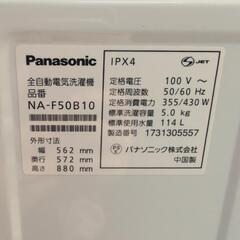 Panasonic
全自動電気洗濯機
品番
NA-F50B10
外形寸法
幅 562 mm
奥行 572 mm
高さ 880 mm
IPX4
S JET
定格電圧 100 V ～
定格周波数 50/60 Hz
定格消費電力 355/430 W
標準洗濯容量 5.0 kg
標準使用水量 114 L
製造番号 1731305557
パナソニック株式会社
中国製